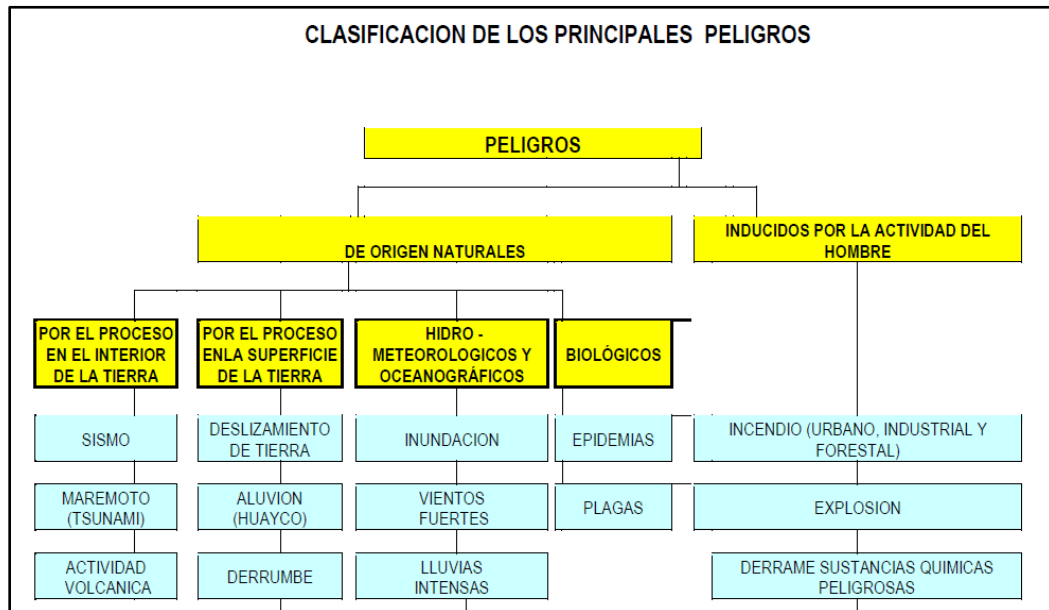 CLASIFICACION DE LOS PRINCIPALES PELIGROS
PELIGROS
DE ORIGEN NATURALES
INDUCIDOS POR LA ACTIVIDAD DEL
HOMBRE
POR EL PROCESO
EN EL INTERIOR
DE LA TIERRA
POR EL PROCESO
ENLA SUPERFICIE
DE LA TIERRA
HIDRO -
METEOROLOGICOS Y
OCEANOGRÁFICOS
BIOLÓGICOS
SISMO
DESLIZAMIENTO
DE TIERRA
INUNDACION
EPIDEMIAS
INCENDIO (URBANO, INDUSTRIAL Y
FORESTAL)
MAREMOTO
(TSUNAMI)
ALUVION
(HUAYCO)
VIENTOS
FUERTES
PLAGAS
EXPLOSION
ACTIVIDAD
VOLCANICA
DERRUMBE
LLUVIAS
INTENSAS
DERRAME SUSTANCIAS QUIMICAS
PELIGROSAS